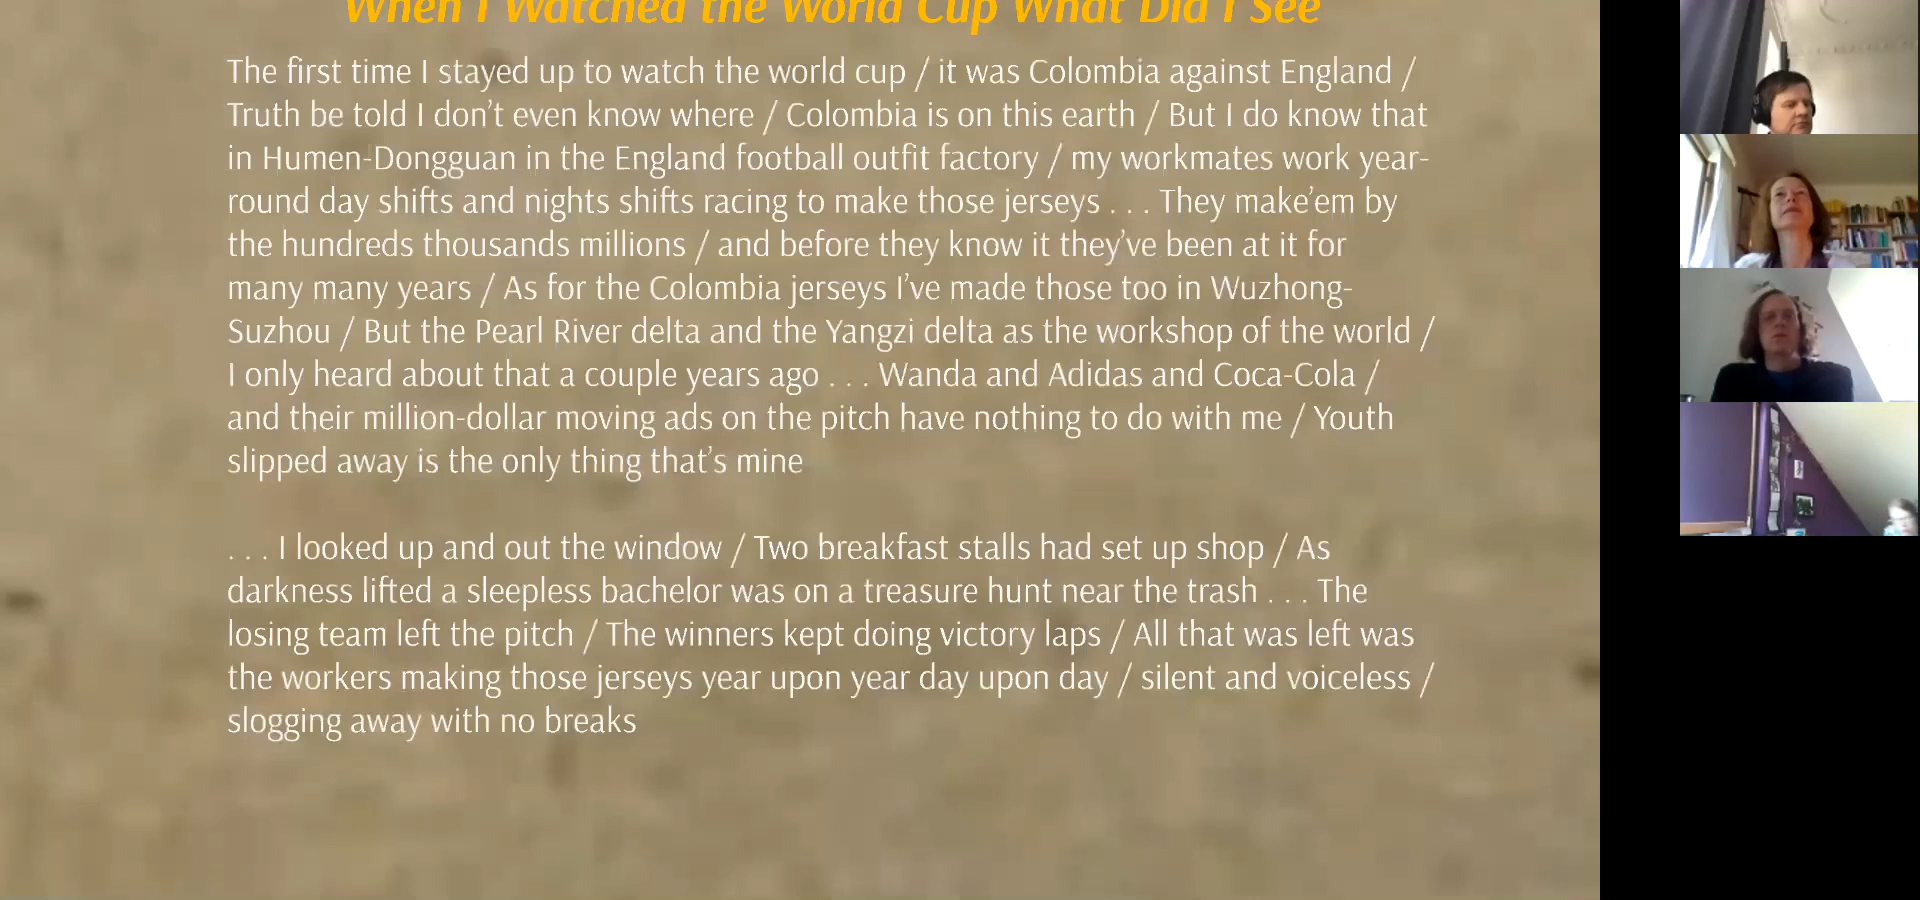 When I Watched the World Cup What Did I See
The first time I stayed up to watch the world cup / it was Colombia against England /
Truth be told I don’t even know where / Colombia is on this earth / But I do know that
in Humen-Dongguan in the England football outfit factory / my workmates work year-
round day shifts and nights shifts racing to make those jerseys . . . They make’em by
the hundreds thousands millions / and before they know it they’ve been at it for
many many years / As for the Colombia jerseys I’ve made those too in Wuzhong-
Suzhou / But the Pearl River delta and the Yangzi delta as the workshop of the world /
I only heard about that a couple years ago . . . Wanda and Adidas and Coca-Cola /
and their million-dollar moving ads on the pitch have nothing to do with me / Youth
slipped away is the only thing that’s mine
. . . I looked up and out the window / Two breakfast stalls had set up shop / As
darkness lifted a sleepless bachelor was on a treasure hunt near the trash . . . The
losing team left the pitch / The winners kept doing victory laps / All that was left was
the workers making those jerseys year upon year day upon day / silent and voiceless /
slogging away with no breaks